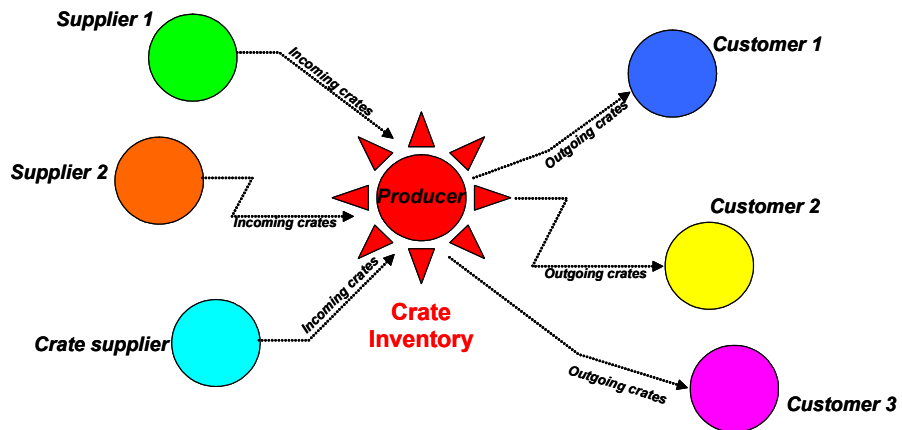 Supplier 1
Incoming crates
Customer 1
Outgoing crates
Supplier 2
Incoming crates
Producer
Customer 2
Outgoing crates
Crate supplier
Incoming crates
Crate
Inventory
Outgoing crates
Customer 3